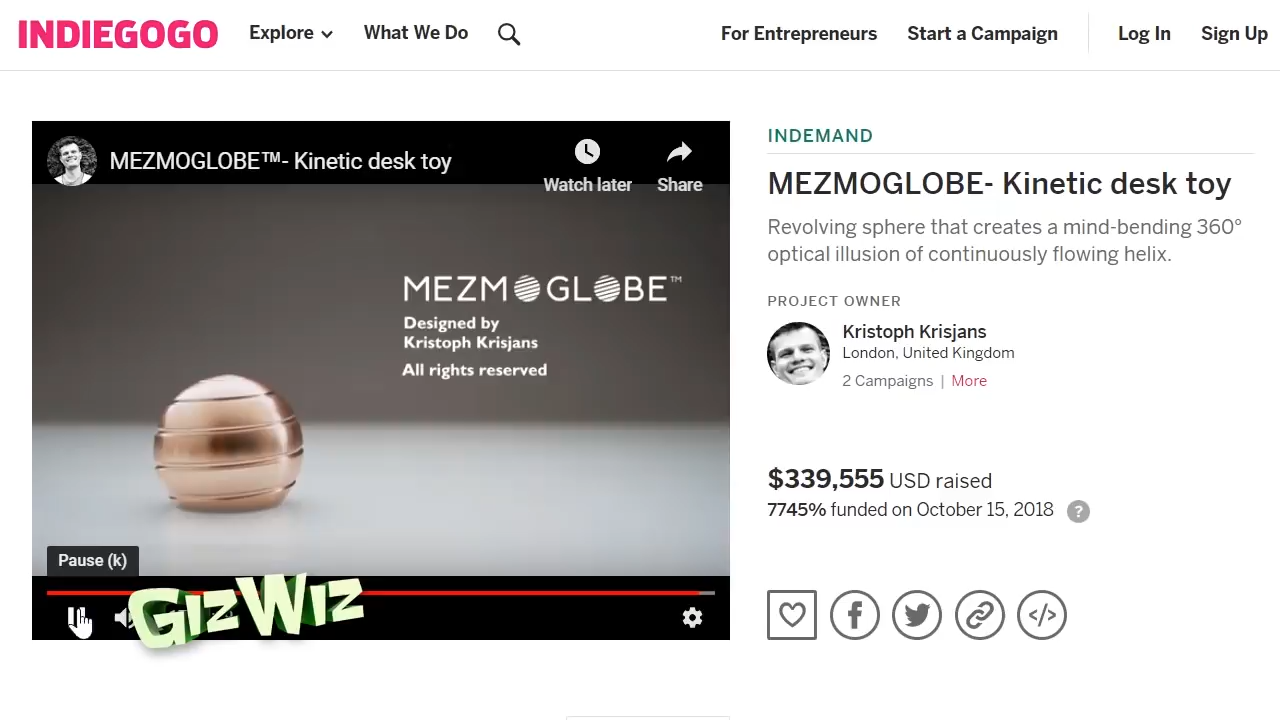 INDIEGOGO
Explore
What We Do
For Entrepreneurs
Start a Campaign
Log In
Sign Up
MEZMOGLOBE™- Kinetic desk toy
Watch later
Share
MEZMOGLOBE™
Designed by
Kristoph Krisjans
All rights reserved
Pause (k)
GizWiz
INDEMAND
MEZMOGLOBE- Kinetic desk toy
Revolving sphere that creates a mind-bending 360°
optical illusion of continuously flowing helix.
PROJECT OWNER
Kristoph Krisjans
London, United Kingdom
2 Campaigns | More
$339,555 USD raised
7745% funded on October 15, 2018 ?